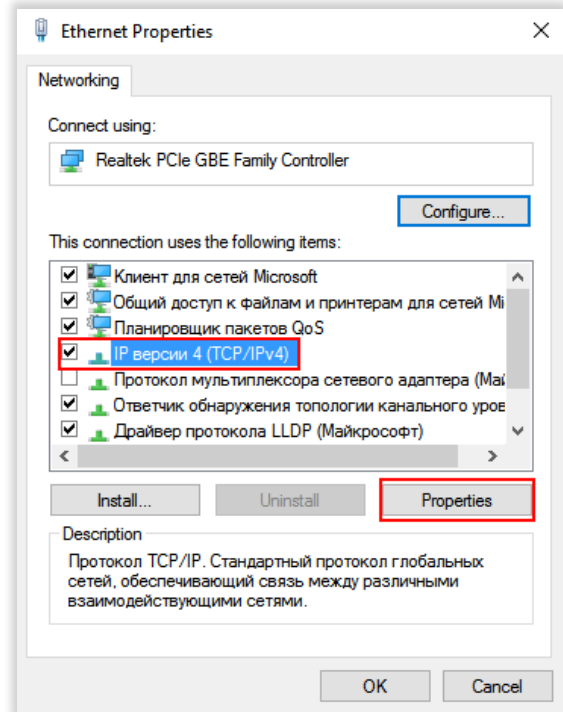 Ethernet Properties
Networking
Connect using:
Realtek PCIe GBE Family Controller
Configure...
This connection uses the following items:
Клиент для сетей Microsoft
Общий доступ к файлам и принтерам для сетей Mi
Планировщик пакетов QoS
IP версии 4 (TCP/IPv4)
Протокол мультиплексора сетевого адаптера (Май
Ответчик обнаружения топологии канального уров
Драйвер протокола LLDP (Майкрософт)
Install...
Uninstall
Properties
Description
Протокол TCP/IP. Стандартный протокол глобальных
сетей, обеспечивающий связь между различными
взаимодействующими сетями.
OK
Cancel